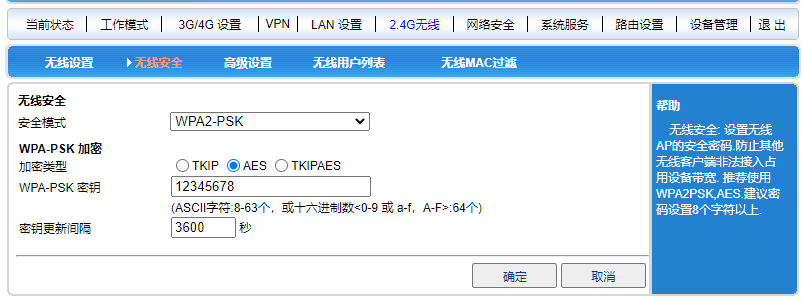 当前状态 工作模式 3G/4G 设置 VPN LAN 设置 2.4G无线 网络安全 系统服务 路由设置 设备管理 退 出
无线设置 无线安全 高级设置 无线用户列表 无线MAC过滤
无线安全
安全模式 WPA2-PSK
WPA-PSK 加密
加密类型 TKIP AES TKIPAES
WPA-PSK 密钥 12345678
(ASCII字符:8-63个，或十六进制数<0-9 或 a-f, A-F>:64个)
密钥更新间隔 3600 秒
确定 取消
帮助
无线安全: 设置无线
AP的安全密码.防止其他
无线客户端非法接入占
用设备带宽. 推荐使用
WPA2PSK,AES.建议密
码设置8个字符以上.